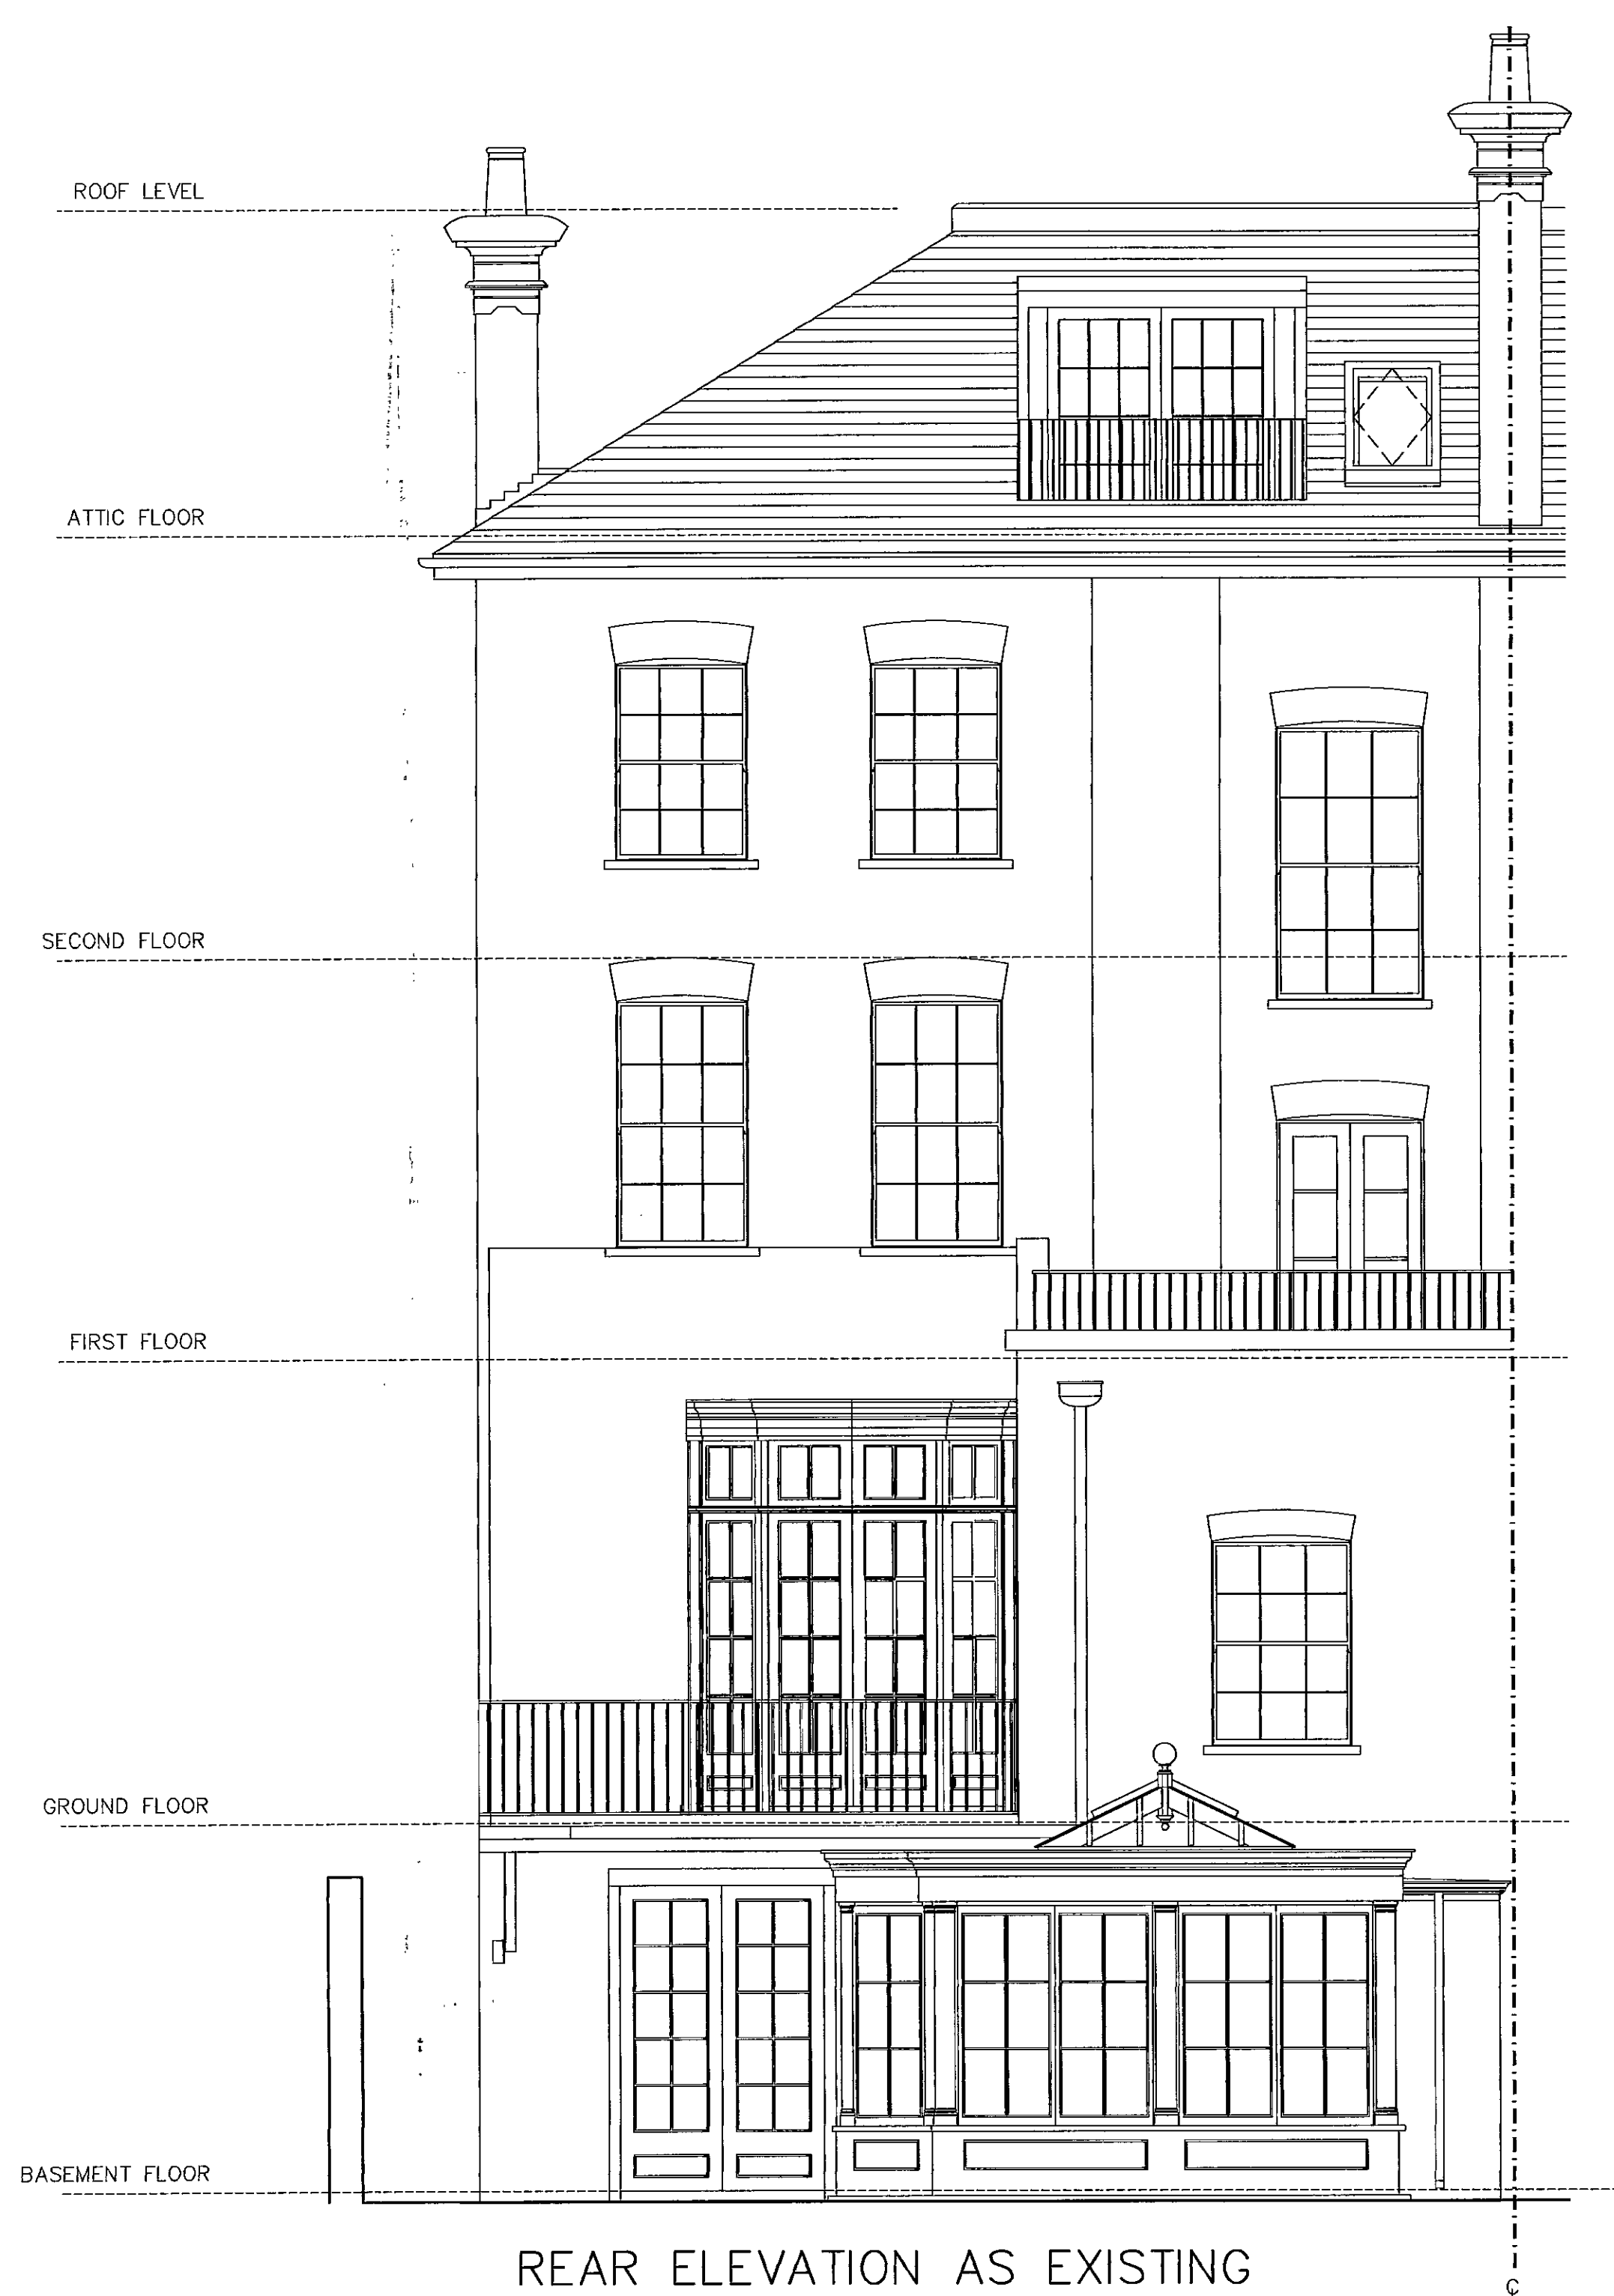 ROOF LEVEL
ATTIC FLOOR
SECOND FLOOR
FIRST FLOOR
GROUND FLOOR
BASEMENT FLOOR
REAR ELEVATION AS EXISTING
℄